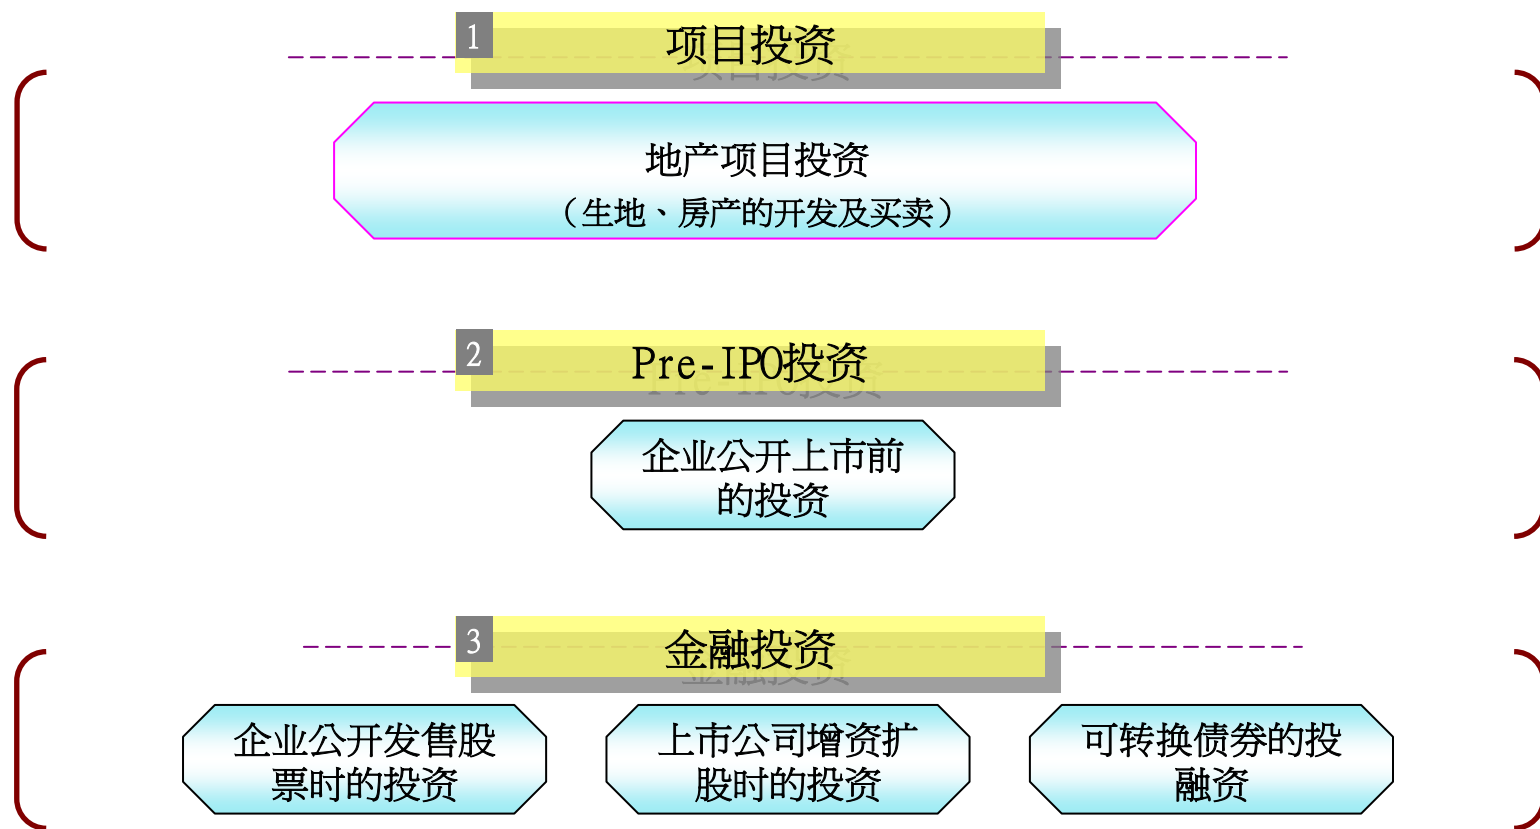 1
项目投资
地产项目投资
（生地、房产的开发及买卖）
2
Pre-IPO投资
企业公开上市前
的投资
3
金融投资
企业公开发售股
票时的投资
上市公司增资扩
股时的投资
可转换债券的投
融资